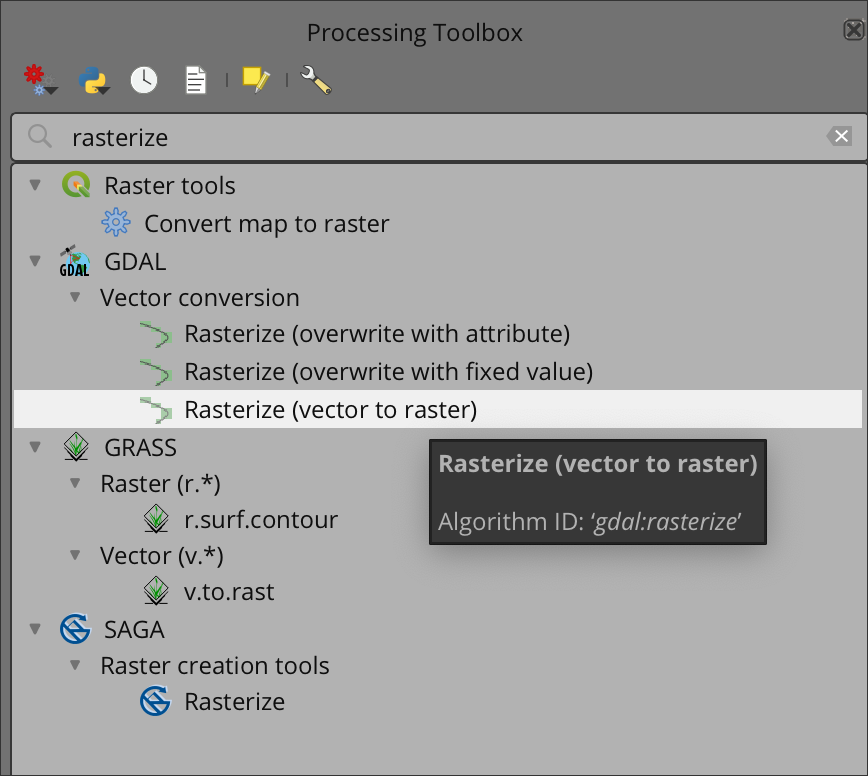 Processing Toolbox
rasterize
Raster tools
Convert map to raster
GDAL GDAL
Vector conversion
Rasterize (overwrite with attribute)
Rasterize (overwrite with fixed value)
Rasterize (vector to raster)
GRASS
Rasterize (vector to raster)
Raster (r.*)
r.surf.contour
Algorithm ID: ‘gdal:rasterize’
Vector (v.*)
v.to.rast
SAGA
Raster creation tools
Rasterize